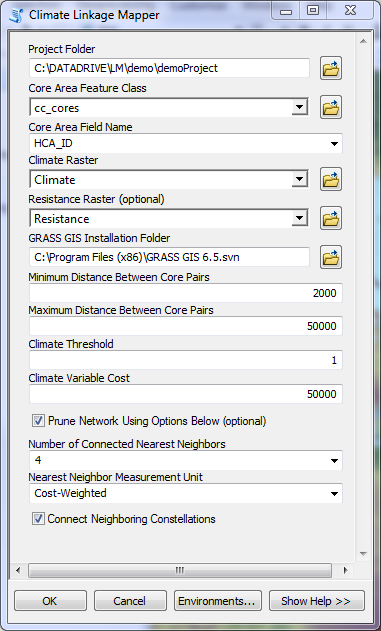 Climate Linkage Mapper
Project Folder
C:\DATADRIVE\LM\demo\demoProject
Core Area Feature Class
cc_cores
Core Area Field Name
HCA_ID
Climate Raster
Climate
Resistance Raster (optional)
Resistance
GRASS GIS Installation Folder
C:\Program Files (x86)\GRASS GIS 6.5.svn
Minimum Distance Between Core Pairs
2000
Maximum Distance Between Core Pairs
50000
Climate Threshold
1
Climate Variable Cost
50000
Prune Network Using Options Below (optional)
Number of Connected Nearest Neighbors
4
Nearest Neighbor Measurement Unit
Cost-Weighted
Connect Neighboring Constellations
OK Cancel Environments... Show Help >>